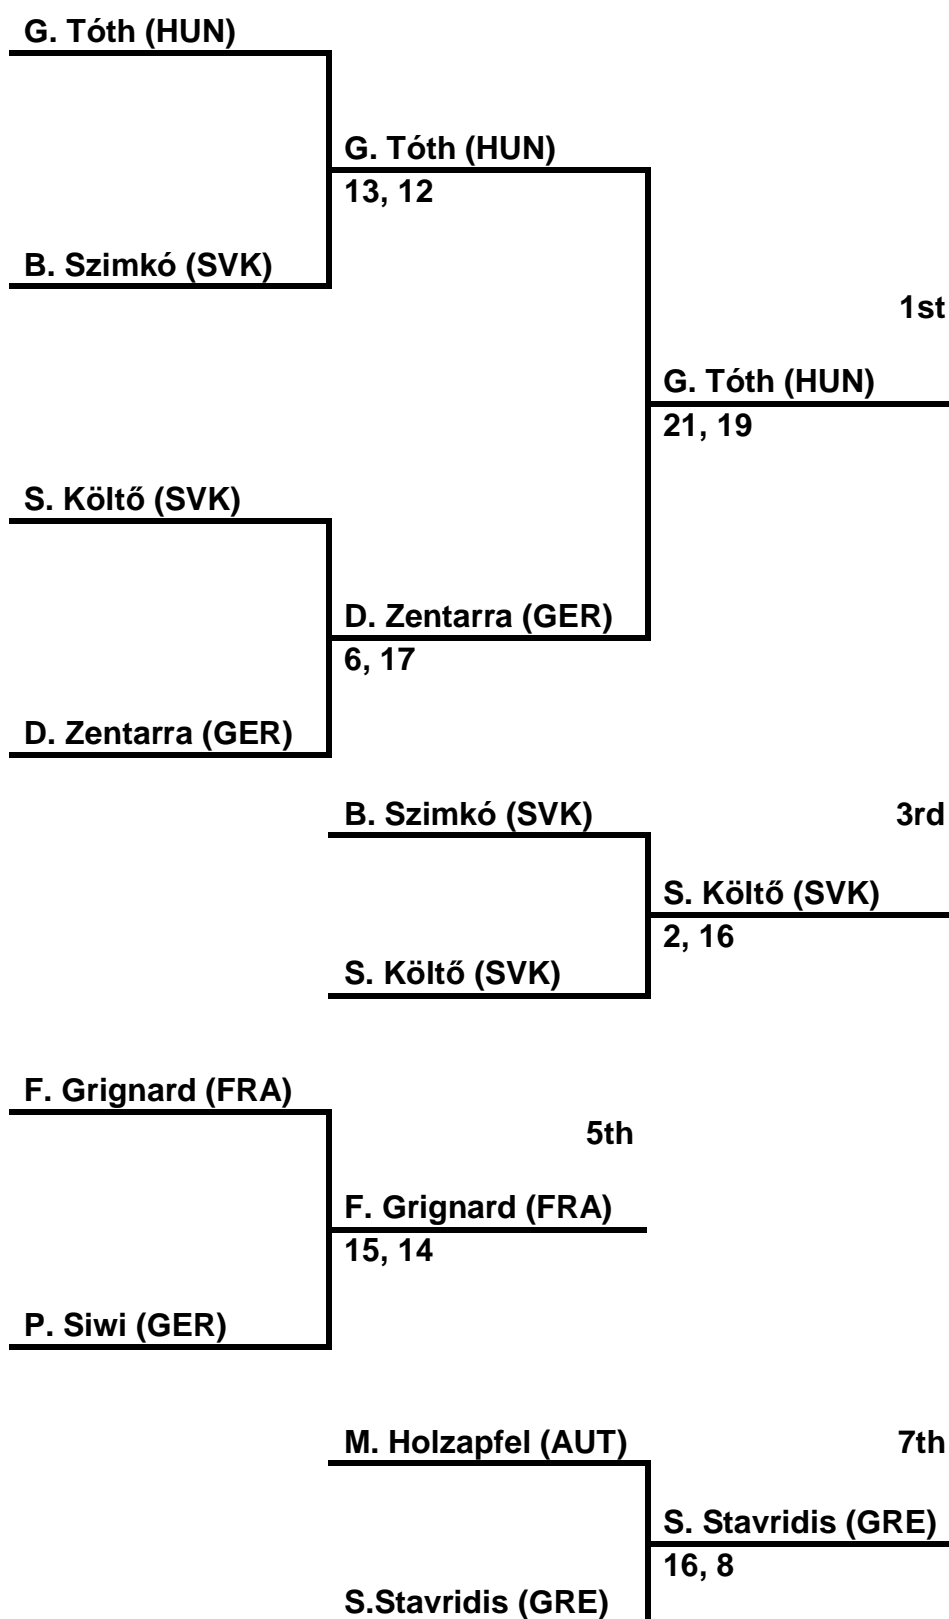 G. Tóth (HUN)
G. Tóth (HUN)
13, 12
B. Szimkó (SVK)
1st
G. Tóth (HUN)
21, 19
S. Költő (SVK)
D. Zentarra (GER)
6, 17
D. Zentarra (GER)
B. Szimkó (SVK)
3rd
S. Költő (SVK)
2, 16
S. Költő (SVK)
F. Grignard (FRA)
5th
F. Grignard (FRA)
15, 14
P. Siwi (GER)
M. Holzapfel (AUT)
7th
S. Stavridis (GRE)
16, 8
S.Stavridis (GRE)